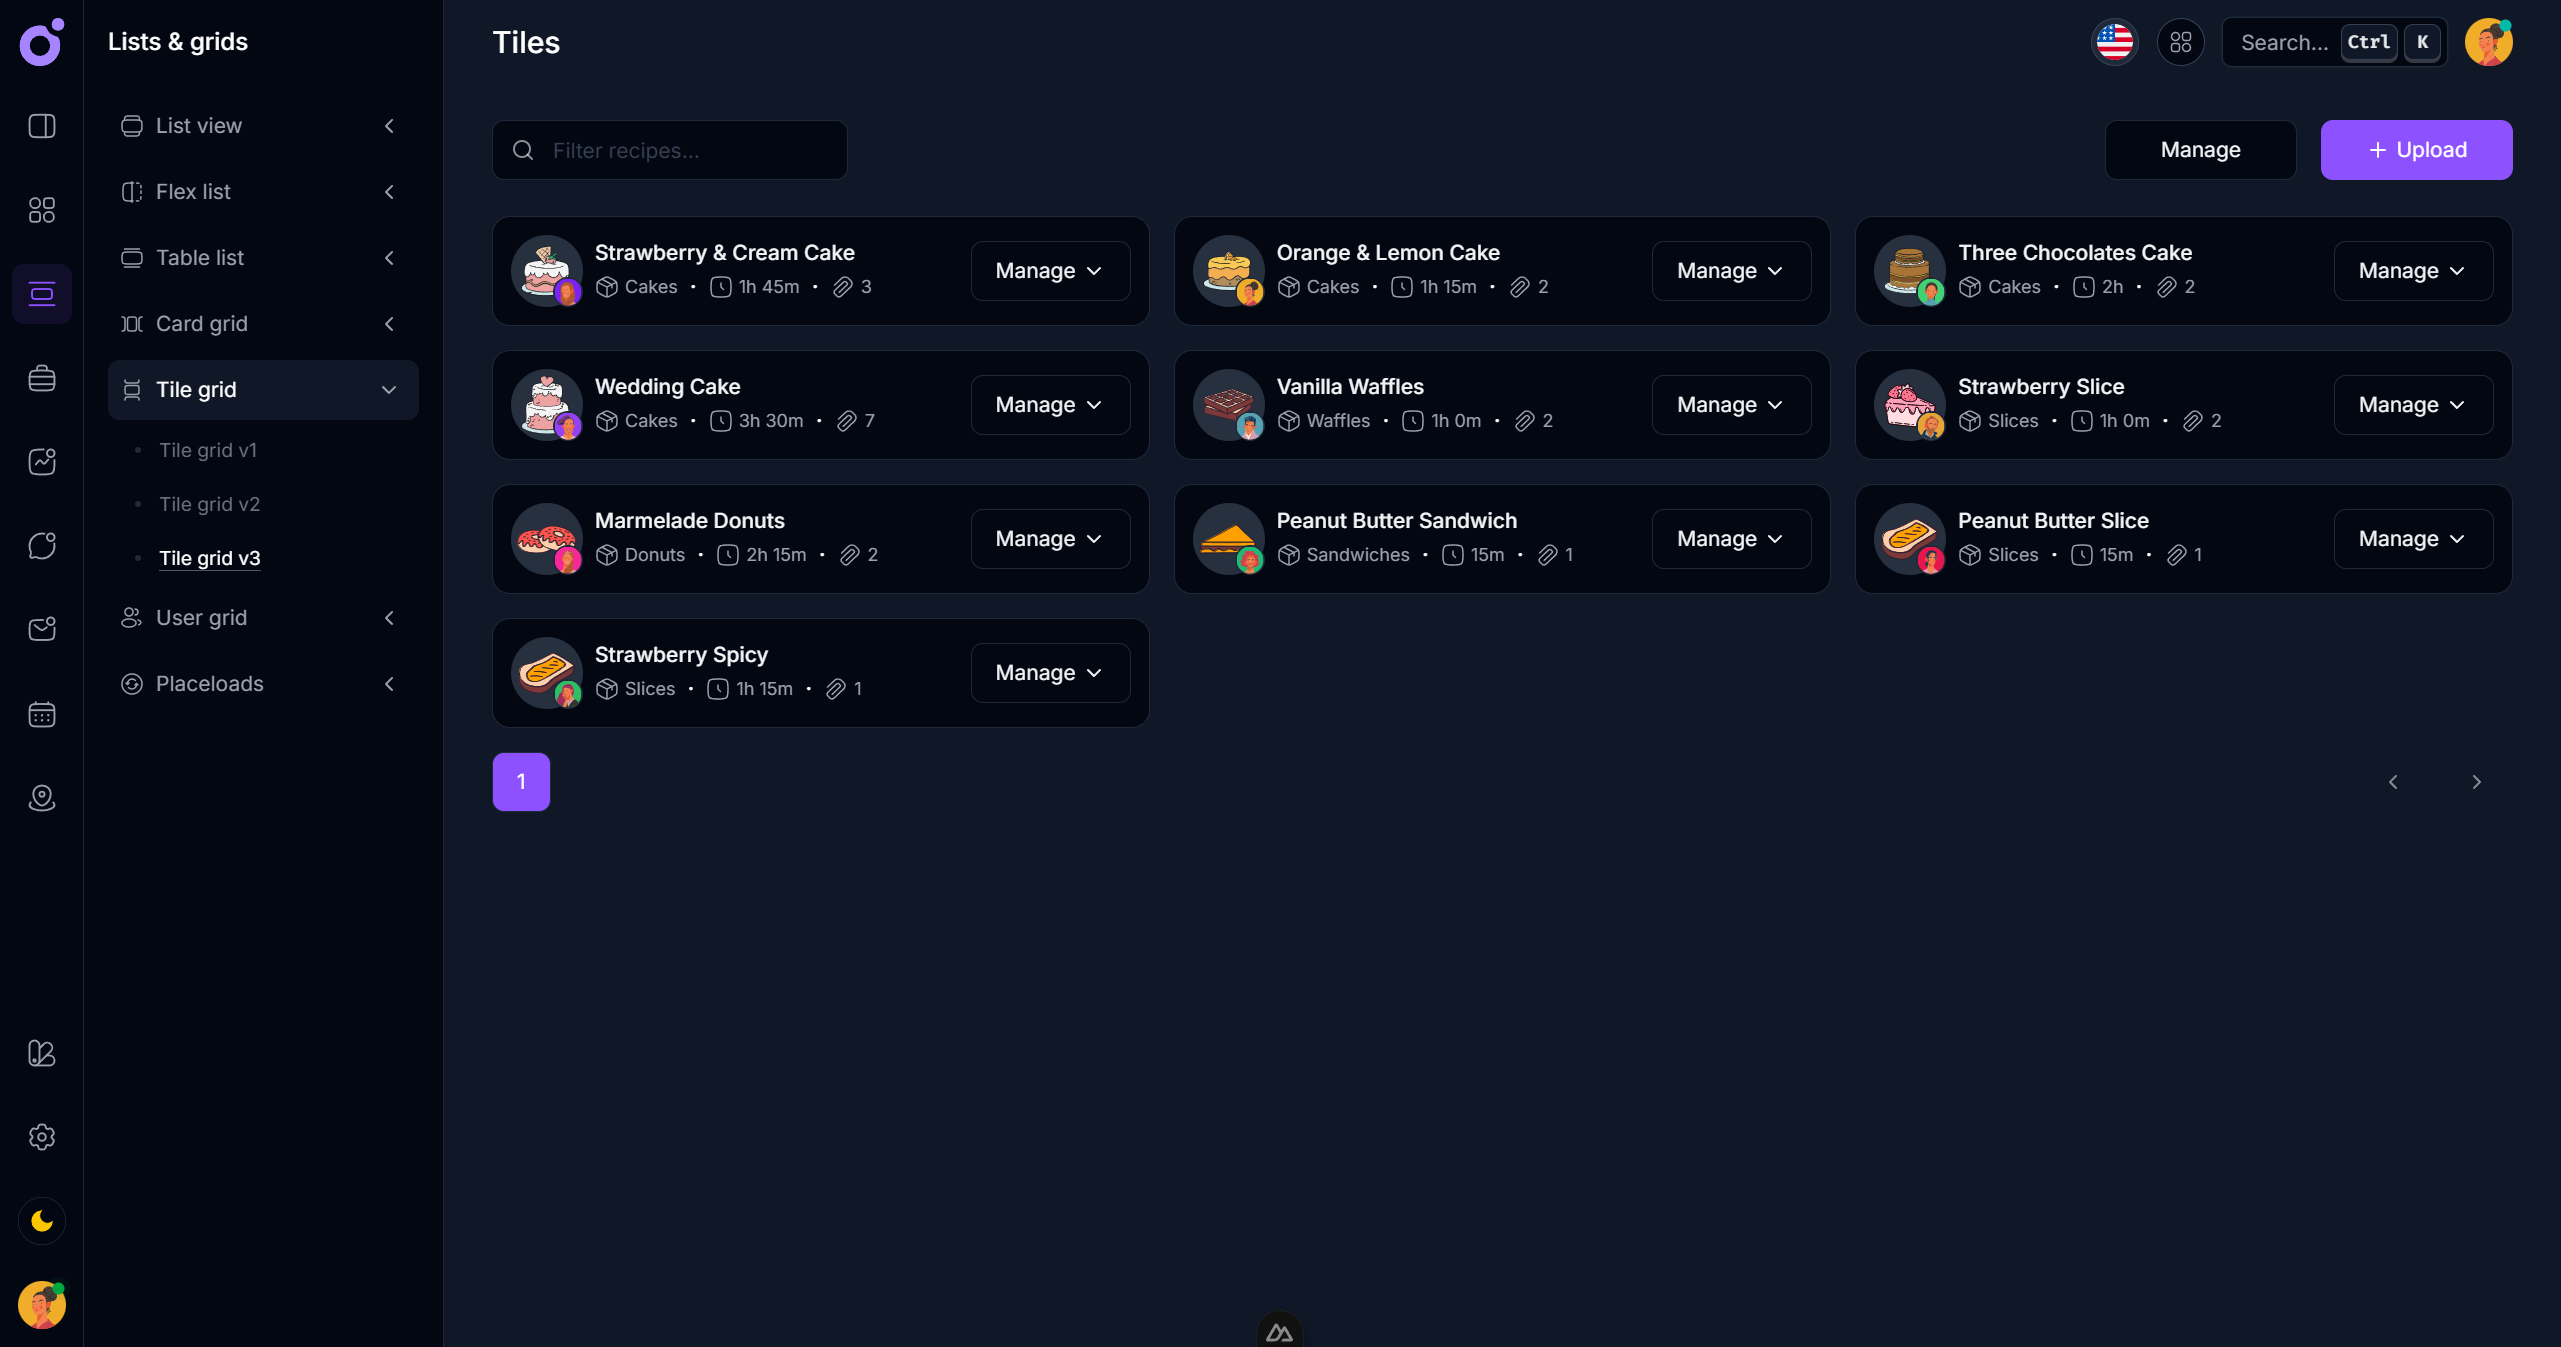 Lists & grids
List view
Flex list
Table list
Card grid
Tile grid
Tile grid v1
Tile grid v2
Tile grid v3
User grid
Placeloads
Tiles
Search... Ctrl K
Filter recipes...
Manage
+ Upload
Strawberry & Cream Cake
Cakes • 1h 45m • 3
Manage
Orange & Lemon Cake
Cakes • 1h 15m • 2
Manage
Three Chocolates Cake
Cakes • 2h • 2
Manage
Wedding Cake
Cakes • 3h 30m • 7
Manage
Vanilla Waffles
Waffles • 1h 0m • 2
Manage
Strawberry Slice
Slices • 1h 0m • 2
Manage
Marmelade Donuts
Donuts • 2h 15m • 2
Manage
Peanut Butter Sandwich
Sandwiches • 15m • 1
Manage
Peanut Butter Slice
Slices • 15m • 1
Manage
Strawberry Spicy
Slices • 1h 15m • 1
Manage
1